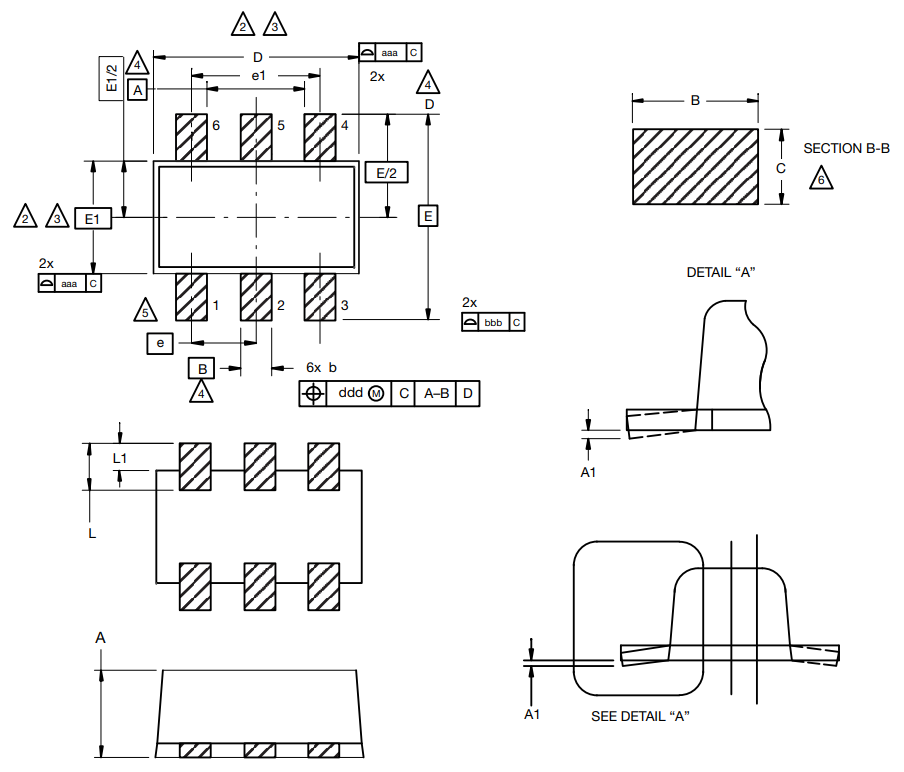 2 3
D
aaa C
E1/2
4
e1
2x
4
A
D
B
6 5 4
SECTION B-B
C
E/2
6
2 3
E1
E
2x
DETAIL “A”
aaa C
5
1 2 3
2x
bbb C
e
B
6x b
4
ddd M C A–B D
L1
A1
L
A
A1
SEE DETAIL “A”